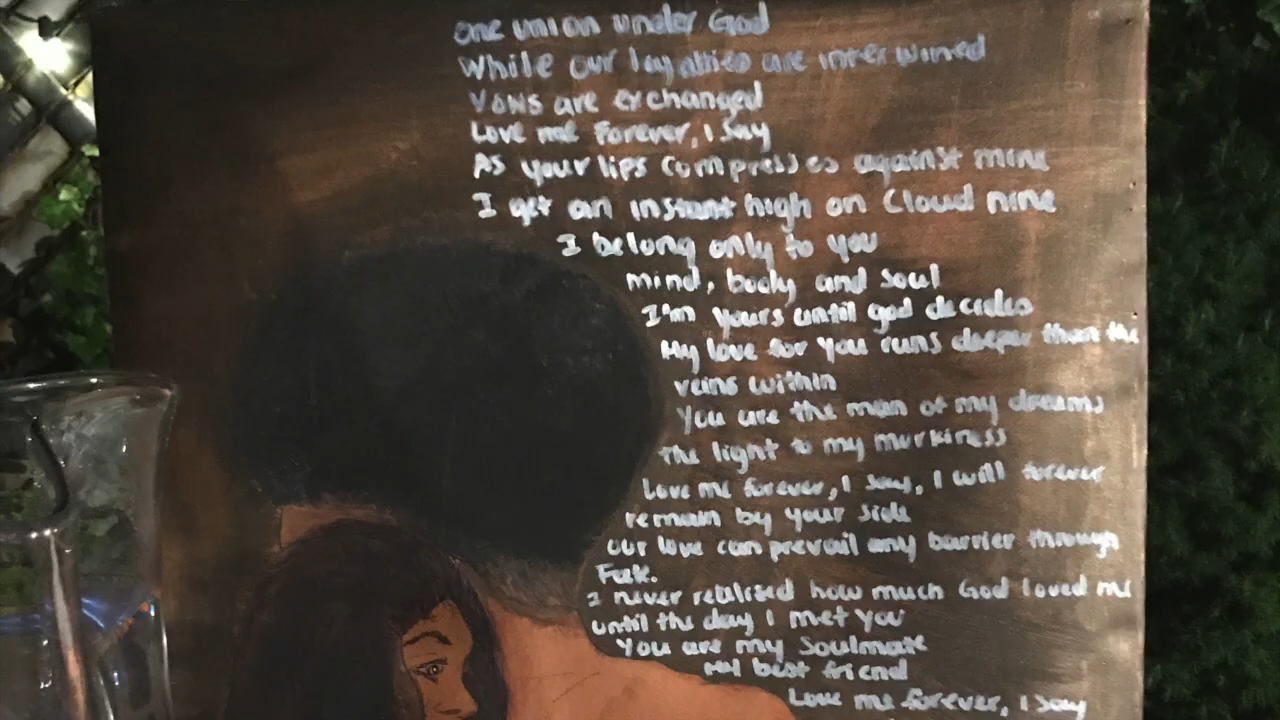 One union under God
While our loyalties are interwined
Vows are exchanged
Love me forever, I say
As your lips compresses against mine
I get an instant high on Cloud nine
I belong only to you
mind, body and soul
I'm yours until god decides
My love for you runs deeper than the
veins within
You are the man of my dreams
the light to my murkiness
Love me forever, I say, I will forever
remain by your side
our love can prevail any barrier through
I never realised how much God loved me
until the day I met you
You are my Soulmate
My best friend
Love me forever, I say